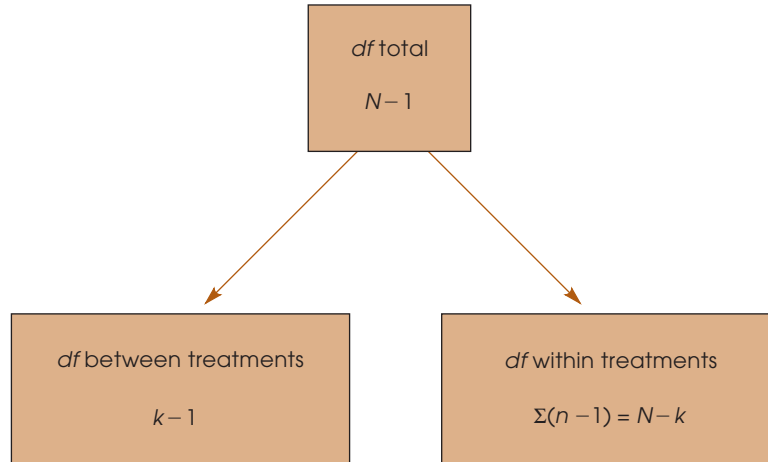 df total
N−1
df between treatments
k−1
df within treatments
Σ(n −1) = N−k